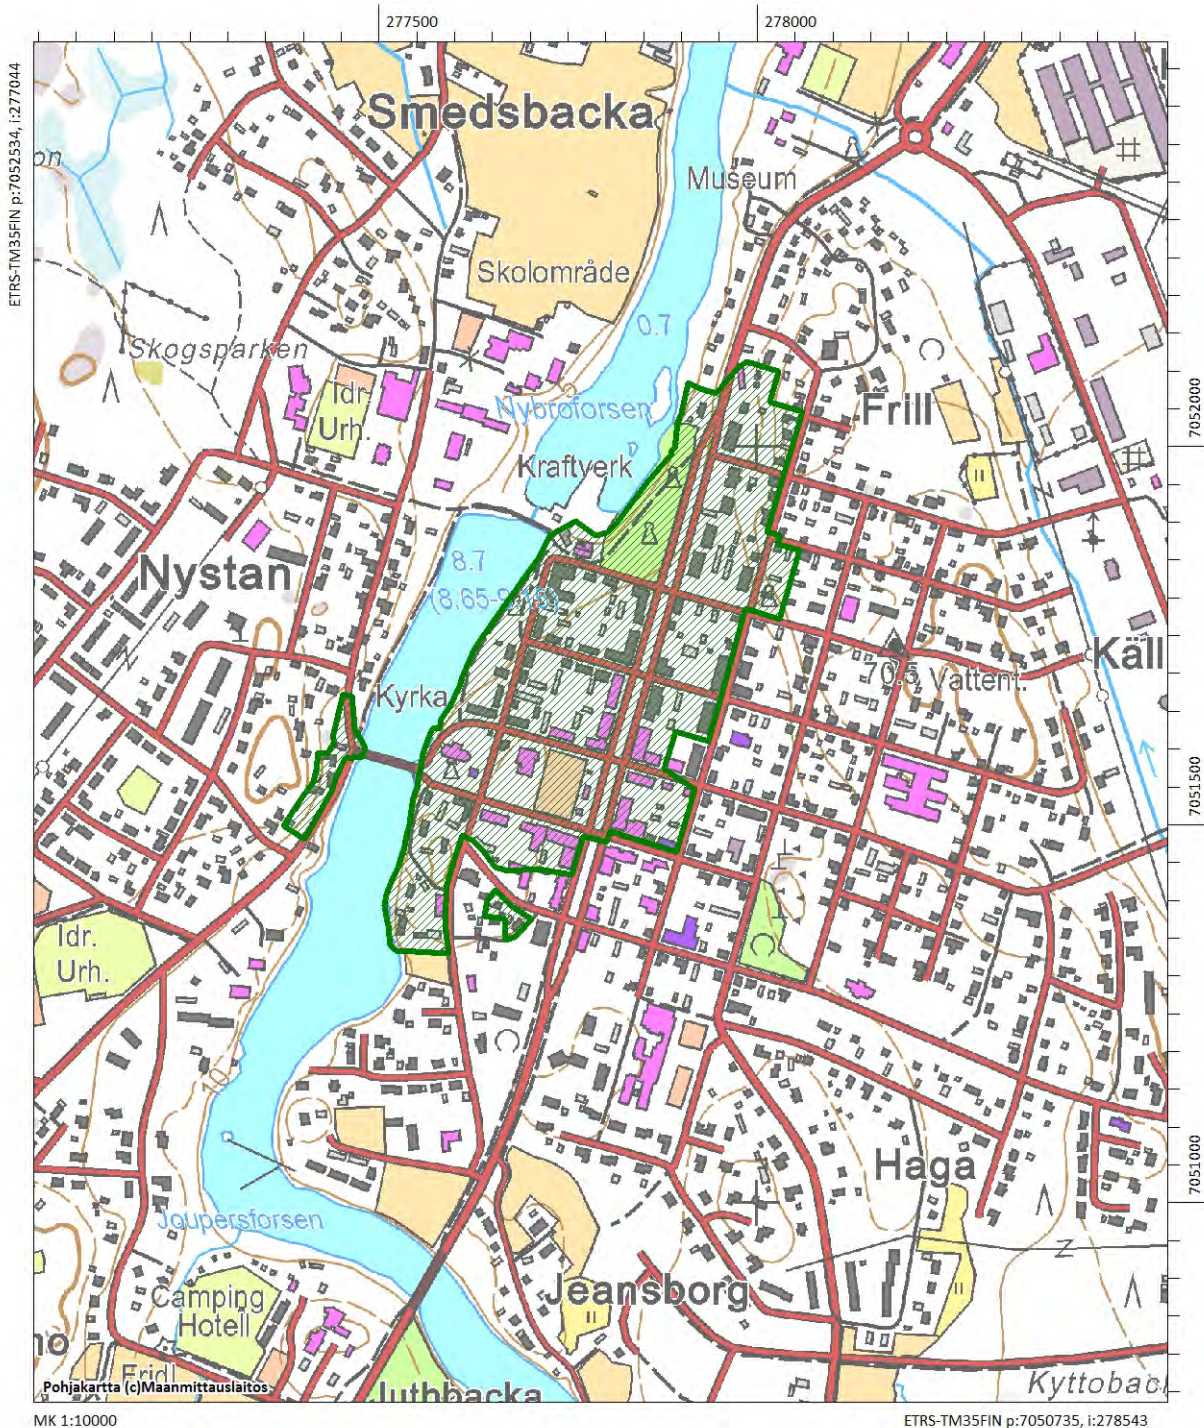 277500
278000
ETRS-TM35FIN p:7052534, i:277044
Smedsbacka
Museum
Skolområde
0.7
Skogsparken
Idr.
Urh.
Nybroforsen
7052000
Frill
Kraftverk
Nystan
8.7
Käll
70.5 Vattent.
Kyrka
7051500
Idr.
Urh.
10
7051000
Haga
Joupersforsen
Jeansborg
Camping
Hotell
Fridl
Pohjakartta (c)Maanmittauslaitos
Juthbacka
MK 1:10000
ETRS-TM35FIN p:7050735, i:278543